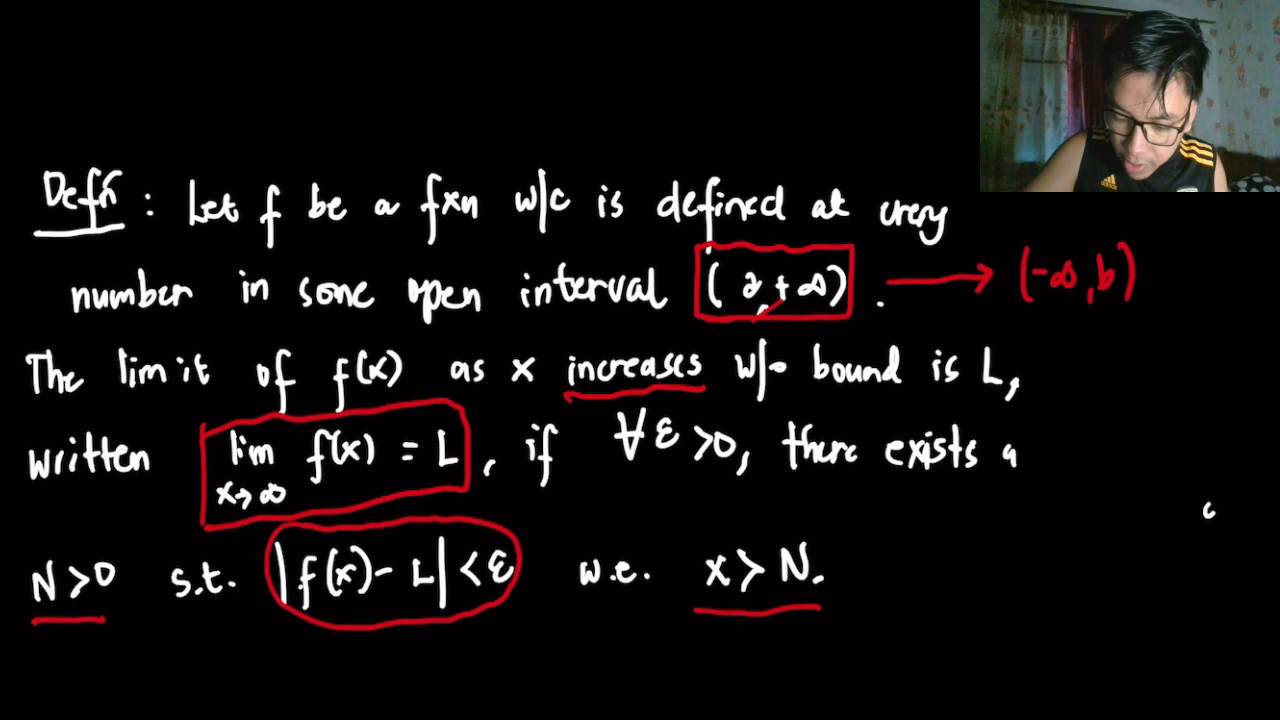 Defn : Let f be a fxn w/c is defined at every
number in some open interval (a,+∞). → (-∞,b)
The limit of f(x) as x increases w/o bound is L,
written lim x→∞ f(x) = L, if ∀ε>0, there exists a
N>0 s.t. |f(x)-L|<ε w.e. x>N.